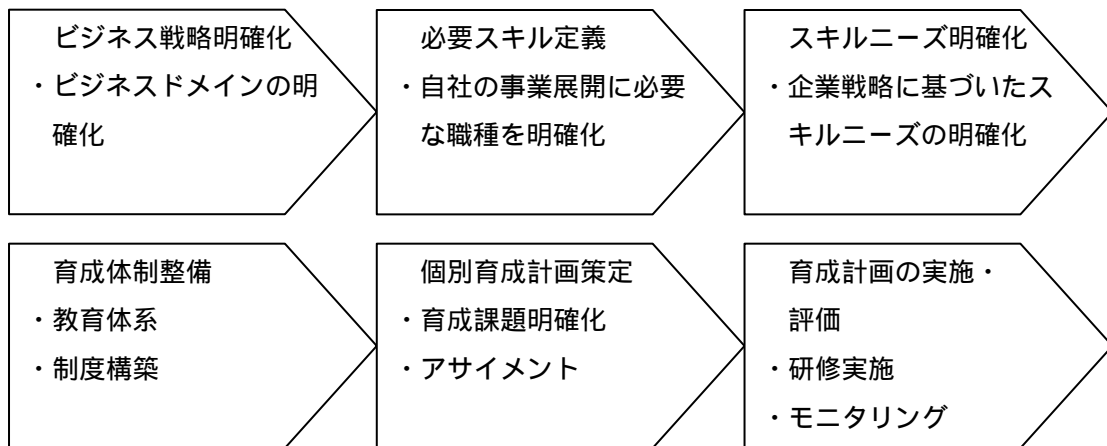 ビジネス戦略明確化
・ビジネスドメインの明
確化
必要スキル定義
・自社の事業展開に必要
な職種を明確化
スキルニーズ明確化
・企業戦略に基づいたス
キルニーズの明確化
育成体制整備
・教育体系
・制度構築
個別育成計画策定
・育成課題明確化
・アサイメント
育成計画の実施・
評価
・研修実施
・モニタリング